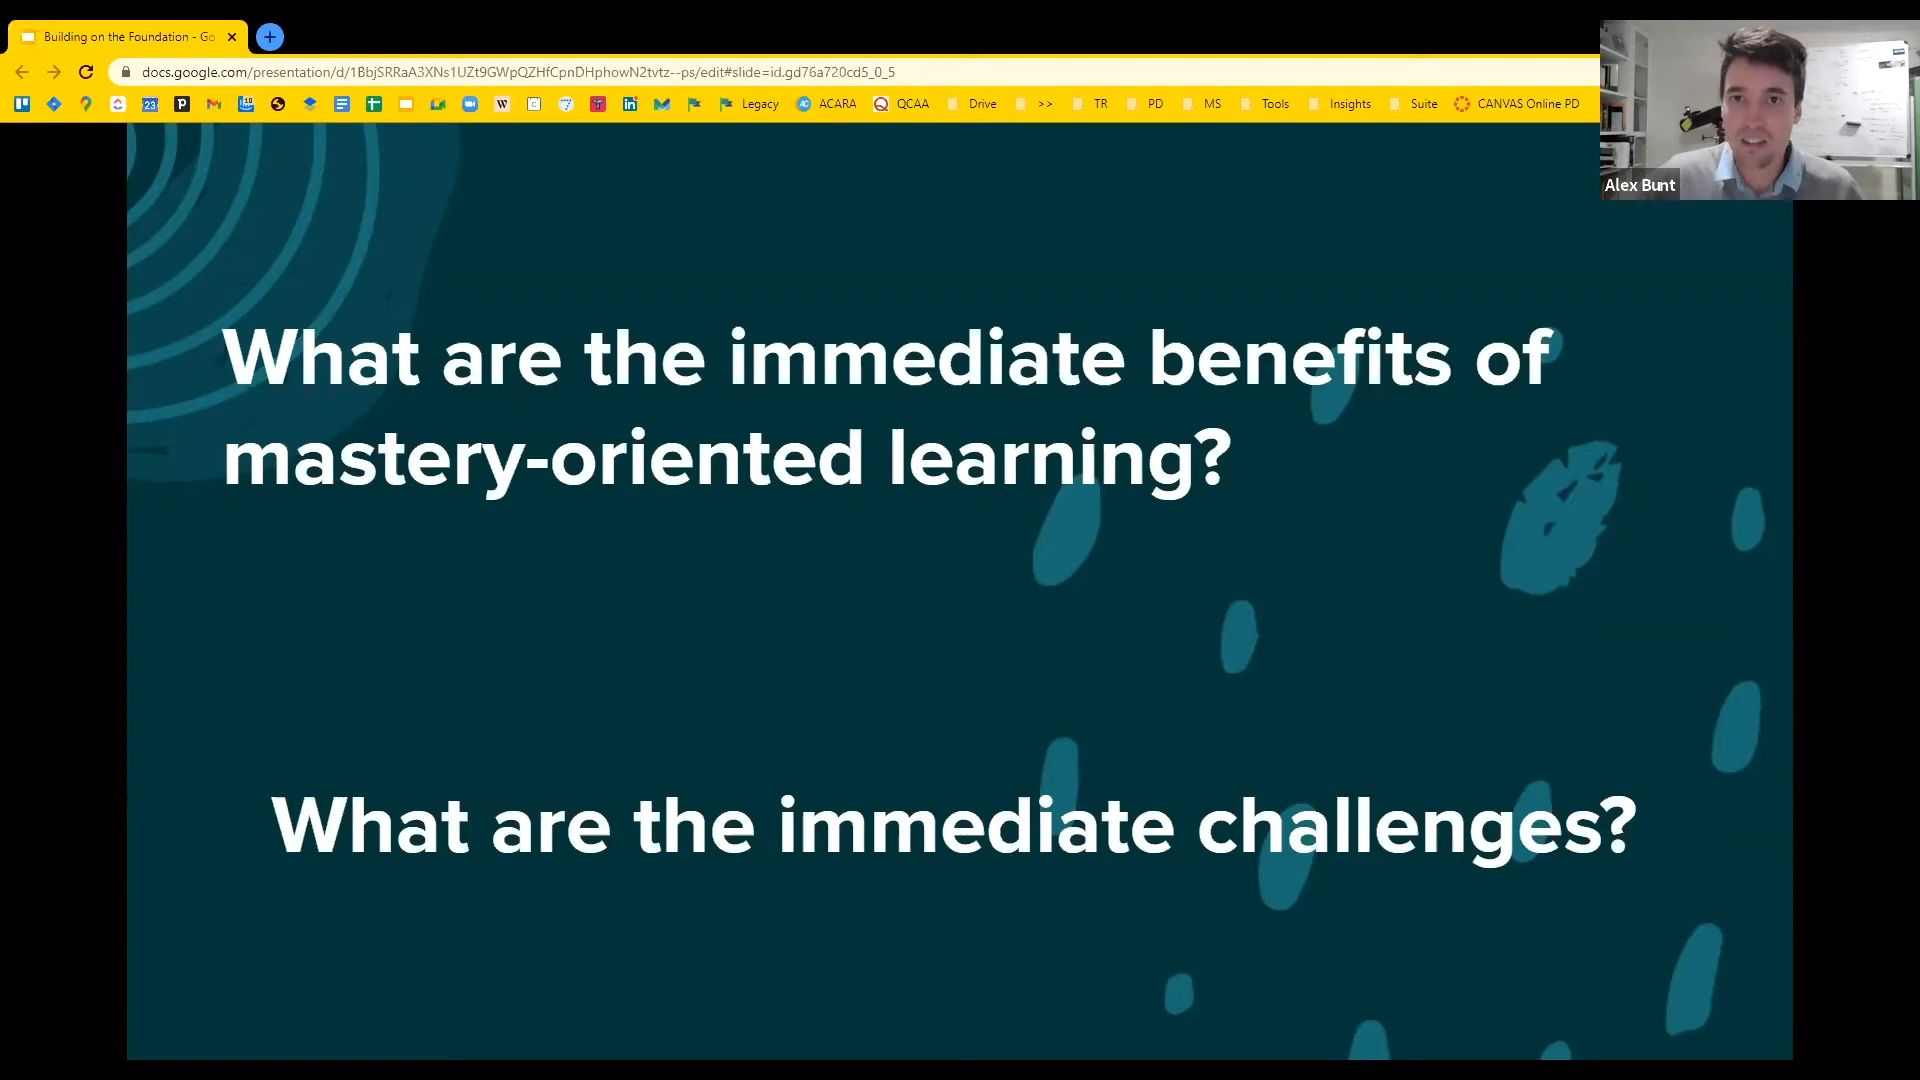 Building on the Foundation - Go
docs.google.com/presentation/d/1BbjSRRaA3XNs1UZt9GWpQZHfCpnDHphowN2tvtz--ps/edit#slide=id.gd76a720cd5_0_5
Legacy ACARA QCAA Drive >> TR PD MS Tools Insights Suite CANVAS Online PD
Alex Bunt
What are the immediate benefits of
mastery-oriented learning?
What are the immediate challenges?